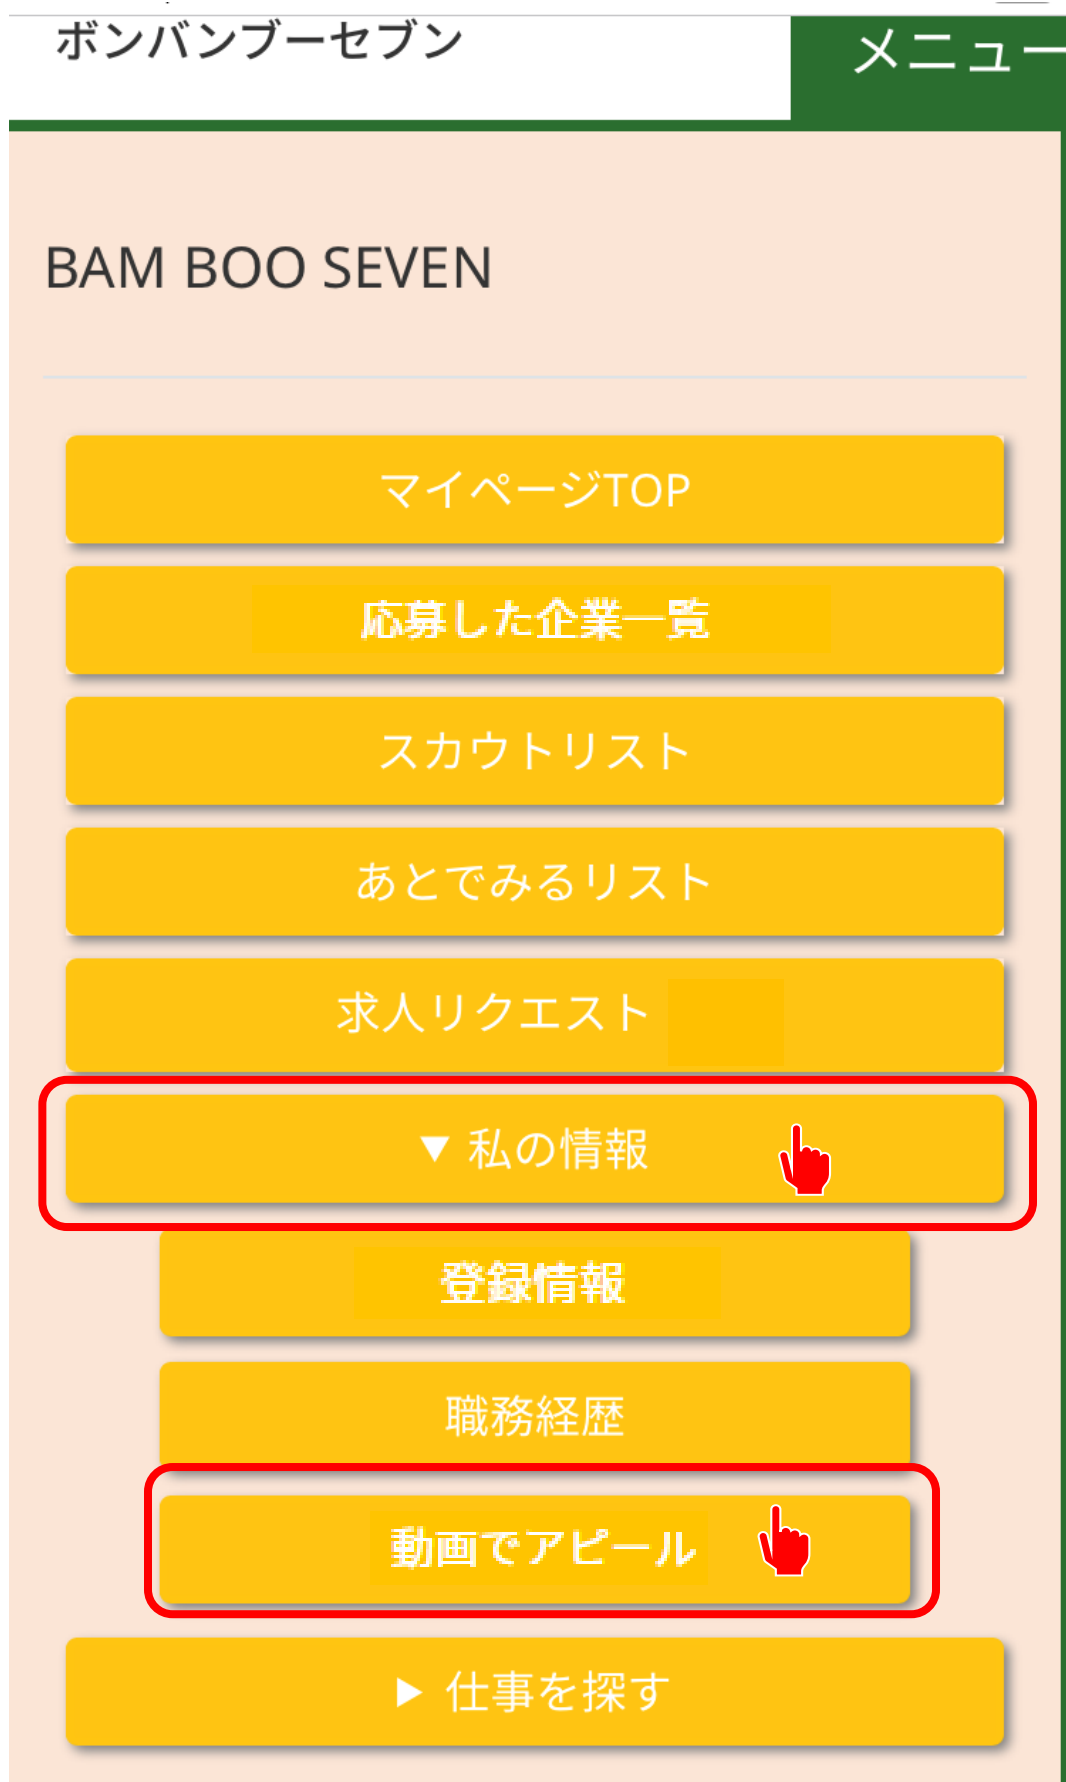 ボンバンブーセブン
メニュー
BAM BOO SEVEN
マイページTOP
応募した企業一覧
スカウトリスト
あとでみるリスト
求人リクエスト
▼ 私の情報
登録情報
職務経歴
動画でアピール
▶ 仕事を探す